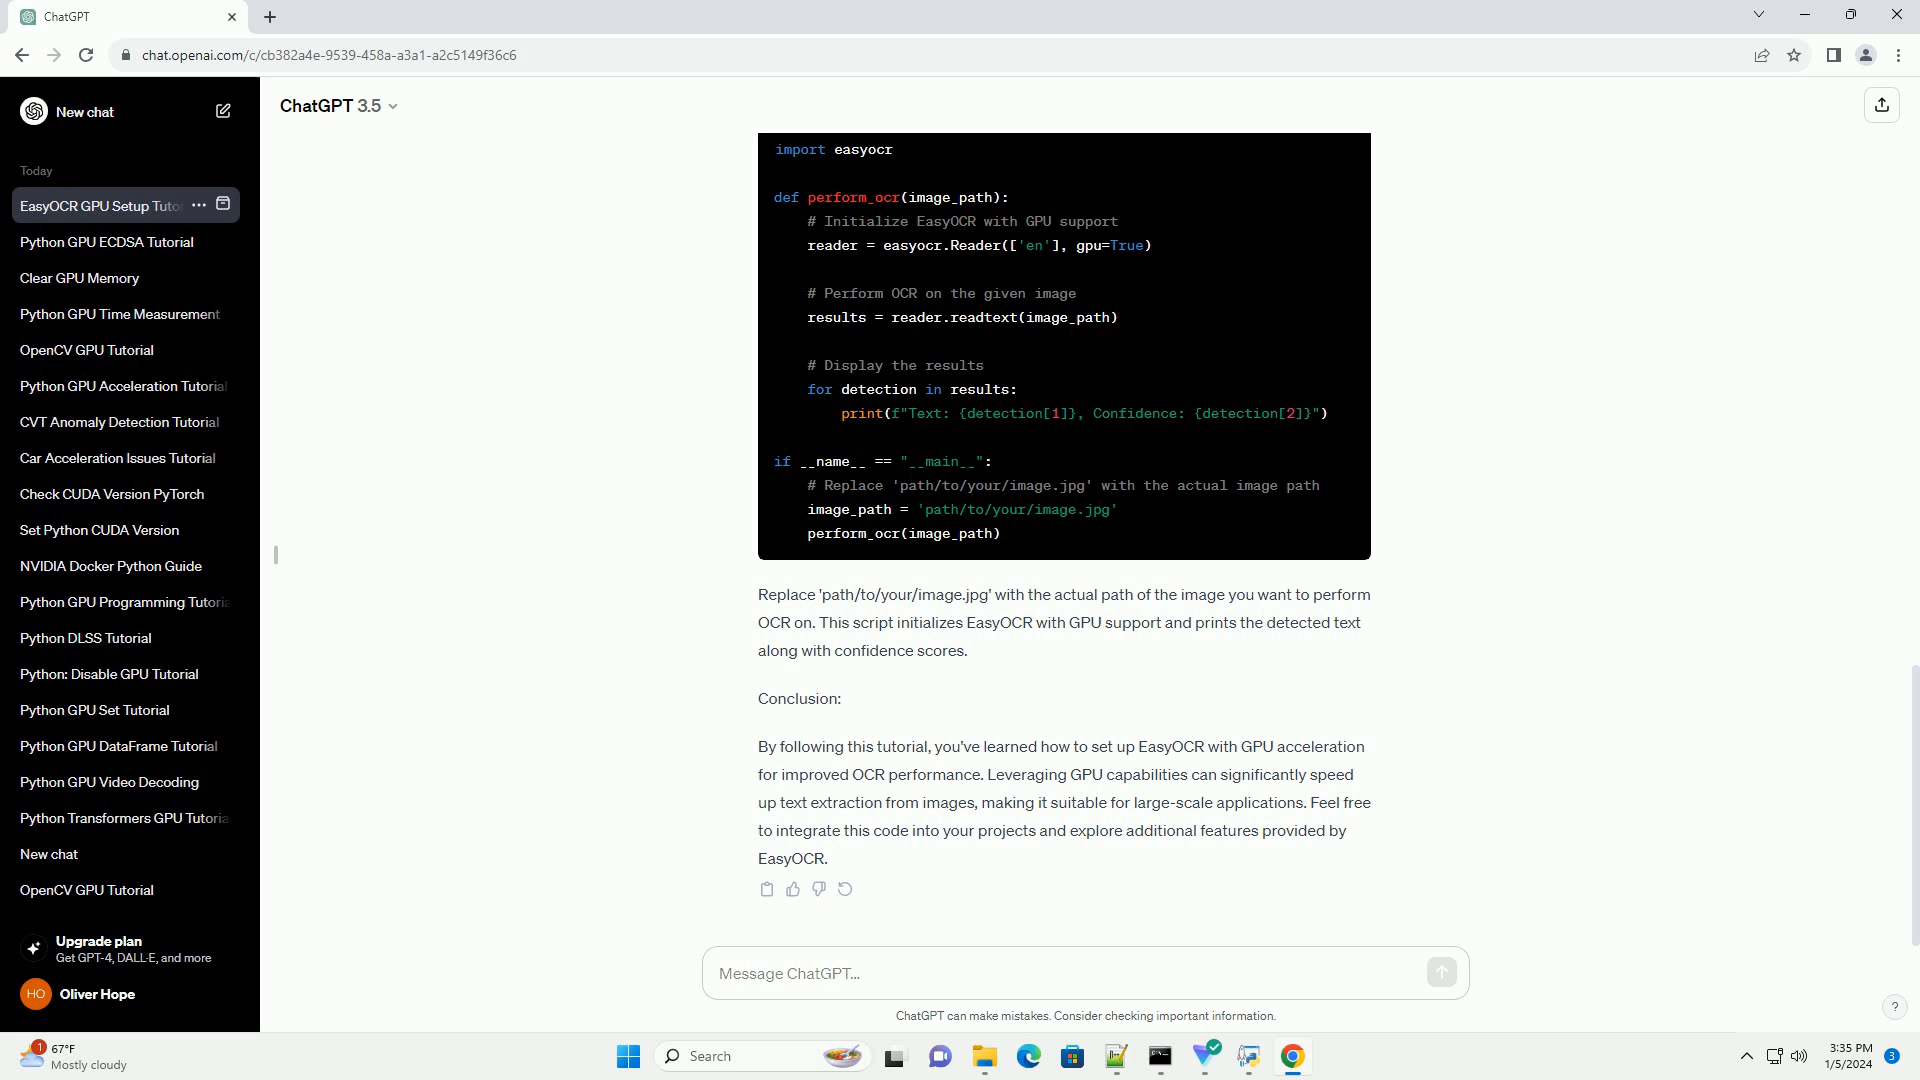 ChatGPT
chat.openai.com/c/cb382a4e-9539-458a-a3a1-a2c5149f36c6
New chat
ChatGPT 3.5
Today
EasyOCR GPU Setup Tuto
Python GPU ECDSA Tutorial
Clear GPU Memory
Python GPU Time Measurement
OpenCV GPU Tutorial
Python GPU Acceleration Tutorial
CVT Anomaly Detection Tutorial
Car Acceleration Issues Tutorial
Check CUDA Version PyTorch
Set Python CUDA Version
NVIDIA Docker Python Guide
Python GPU Programming Tutoria
Python DLSS Tutorial
Python: Disable GPU Tutorial
Python GPU Set Tutorial
Python GPU DataFrame Tutorial
Python GPU Video Decoding
Python Transformers GPU Tutoria
New chat
OpenCV GPU Tutorial
Upgrade plan
Get GPT-4, DALL·E, and more
HO Oliver Hope
import easyocr
def perform_ocr(image_path):
# Initialize EasyOCR with GPU support
reader = easyocr.Reader(['en'], gpu=True)
# Perform OCR on the given image
results = reader.readtext(image_path)
# Display the results
for detection in results:
print(f"Text: {detection[1]}, Confidence: {detection[2]}")
if __name__ == "__main__":
# Replace 'path/to/your/image.jpg' with the actual image path
image_path = 'path/to/your/image.jpg'
perform_ocr(image_path)
Replace 'path/to/your/image.jpg' with the actual path of the image you want to perform
OCR on. This script initializes EasyOCR with GPU support and prints the detected text
along with confidence scores.
Conclusion:
By following this tutorial, you've learned how to set up EasyOCR with GPU acceleration
for improved OCR performance. Leveraging GPU capabilities can significantly speed
up text extraction from images, making it suitable for large-scale applications. Feel free
to integrate this code into your projects and explore additional features provided by
EasyOCR.
Message ChatGPT...
ChatGPT can make mistakes. Consider checking important information.
?
1
67°F
Mostly cloudy
Search
3:35 PM
1/5/2024
3